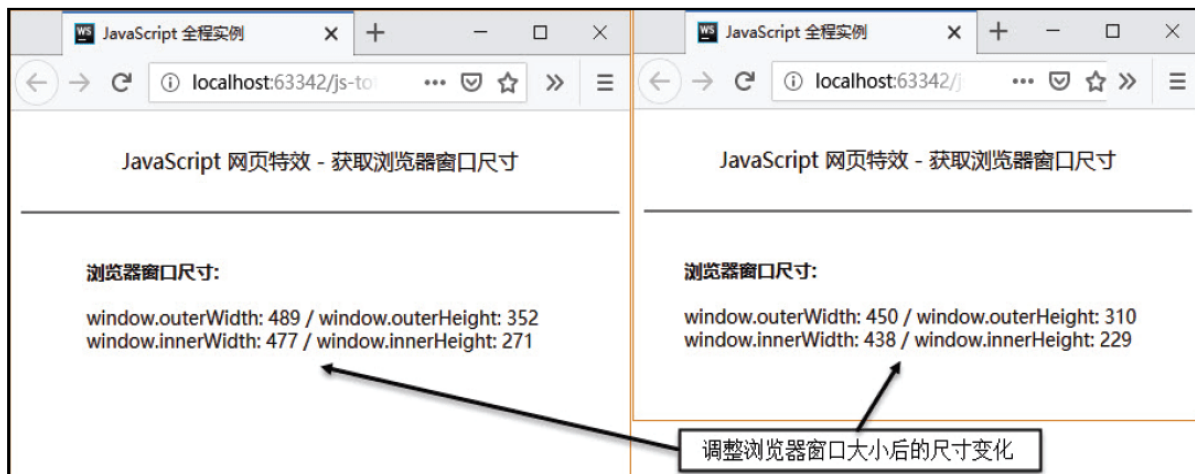 WS JavaScript 全程实例
localhost:63342/js-to
JavaScript 网页特效 - 获取浏览器窗口尺寸
浏览器窗口尺寸:
window.outerWidth: 489 / window.outerHeight: 352
window.innerWidth: 477 / window.innerHeight: 271
WS JavaScript 全程实例
localhost:63342/j
JavaScript 网页特效 - 获取浏览器窗口尺寸
浏览器窗口尺寸:
window.outerWidth: 450 / window.outerHeight: 310
window.innerWidth: 438 / window.innerHeight: 229
调整浏览器窗口大小后的尺寸变化